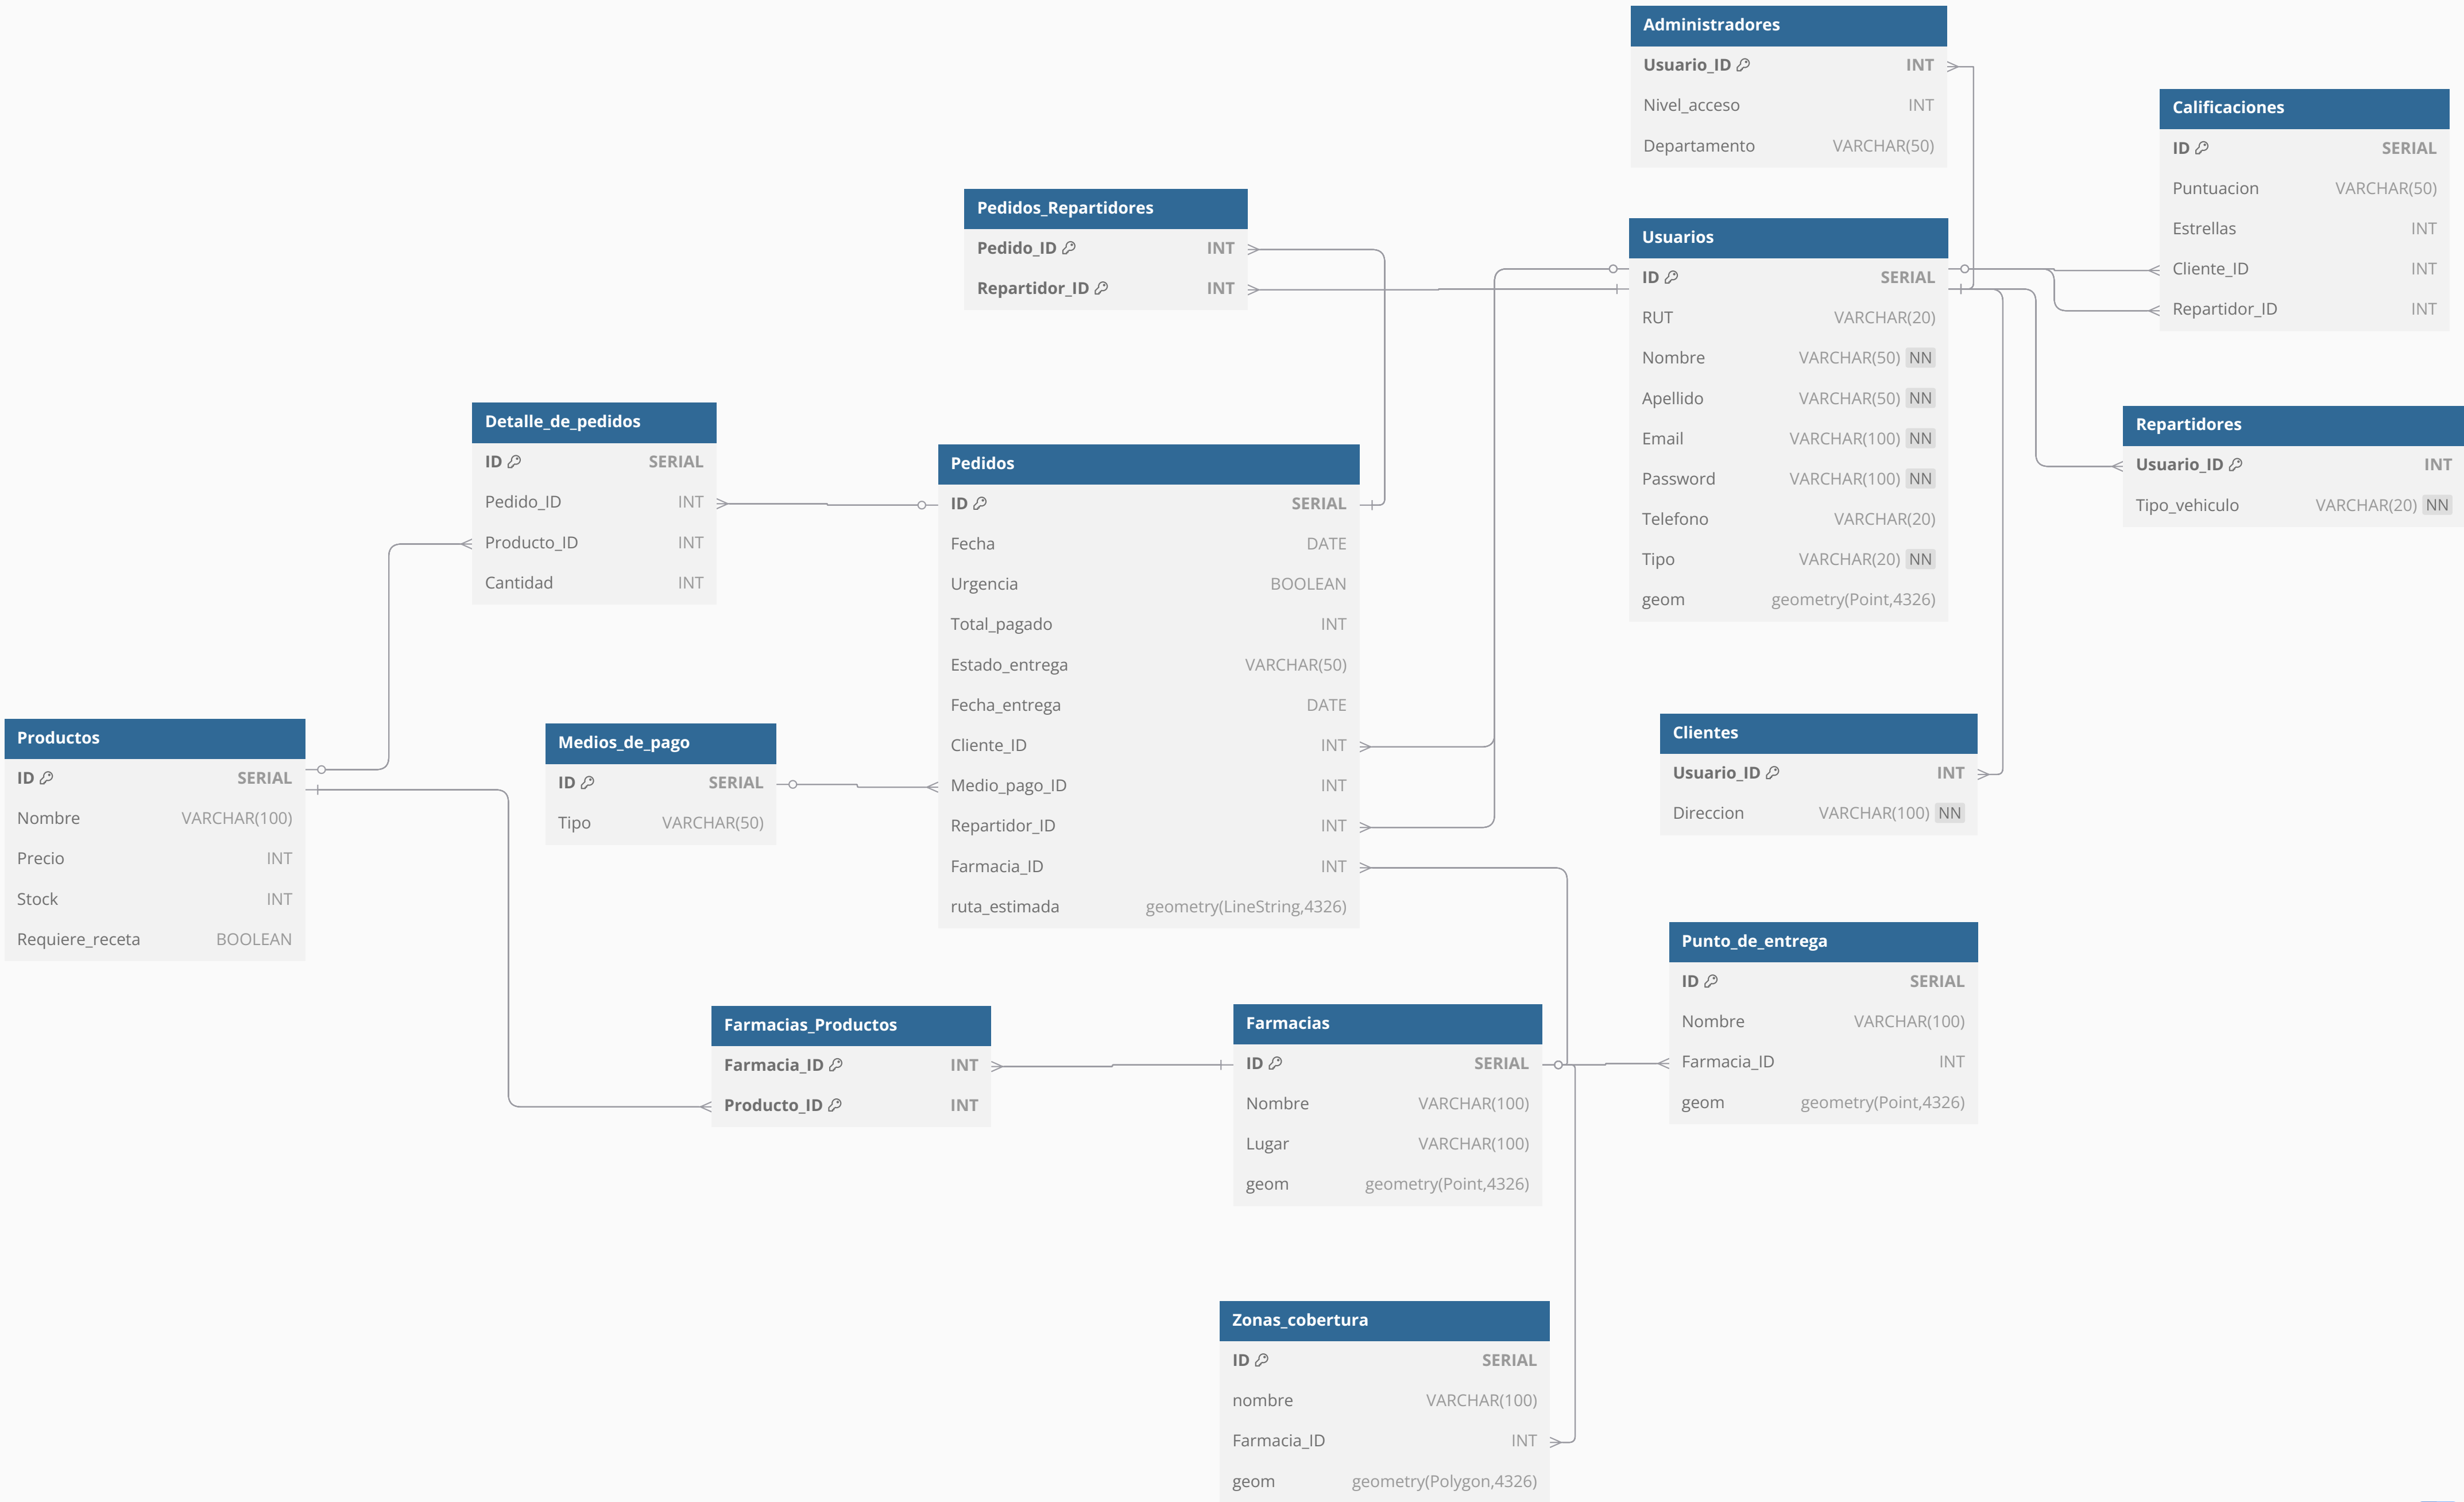 Administradores
Usuario_ID INT
Nivel_acceso INT
Departamento VARCHAR(50)
Calificaciones
ID SERIAL
Puntuacion VARCHAR(50)
Estrellas INT
Cliente_ID INT
Repartidor_ID INT
Pedidos_Repartidores
Pedido_ID INT
Repartidor_ID INT
Usuarios
ID SERIAL
RUT VARCHAR(20)
Nombre VARCHAR(50) NN
Apellido VARCHAR(50) NN
Email VARCHAR(100) NN
Password VARCHAR(100) NN
Telefono VARCHAR(20)
Tipo VARCHAR(20) NN
geom geometry(Point,4326)
Detalle_de_pedidos
ID SERIAL
Pedido_ID INT
Producto_ID INT
Cantidad INT
Repartidores
Usuario_ID INT
Tipo_vehiculo VARCHAR(20) NN
Pedidos
ID SERIAL
Fecha DATE
Urgencia BOOLEAN
Total_pagado INT
Estado_entrega VARCHAR(50)
Fecha_entrega DATE
Cliente_ID INT
Medio_pago_ID INT
Repartidor_ID INT
Farmacia_ID INT
ruta_estimada geometry(LineString,4326)
Productos
ID SERIAL
Nombre VARCHAR(100)
Precio INT
Stock INT
Requiere_receta BOOLEAN
Medios_de_pago
ID SERIAL
Tipo VARCHAR(50)
Clientes
Usuario_ID INT
Direccion VARCHAR(100) NN
Punto_de_entrega
ID SERIAL
Nombre VARCHAR(100)
Farmacia_ID INT
geom geometry(Point,4326)
Farmacias_Productos
Farmacia_ID INT
Producto_ID INT
Farmacias
ID SERIAL
Nombre VARCHAR(100)
Lugar VARCHAR(100)
geom geometry(Point,4326)
Zonas_cobertura
ID SERIAL
nombre VARCHAR(100)
Farmacia_ID INT
geom geometry(Polygon,4326)